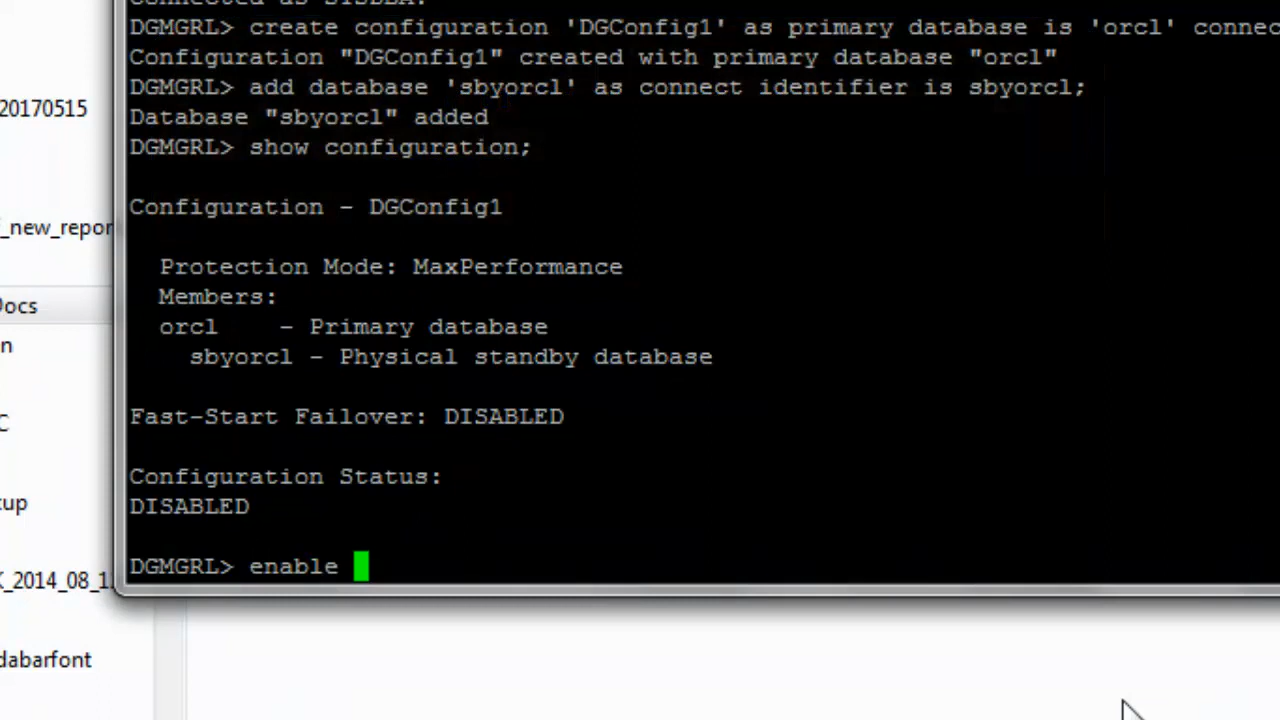 DGMGRL> create configuration 'DGConfig1' as primary database is 'orcl' connec
Configuration "DGConfig1" created with primary database "orcl"
DGMGRL> add database 'sbyorcl' as connect identifier is sbyorcl;
Database "sbyorcl" added
DGMGRL> show configuration;
Configuration - DGConfig1
Protection Mode: MaxPerformance
Members:
orcl - Primary database
sbyorcl - Physical standby database
Fast-Start Failover: DISABLED
Configuration Status:
DISABLED
DGMGRL> enable
20170515
_new_repor
Docs
n
C
up
_2014_08_1
dabarfont